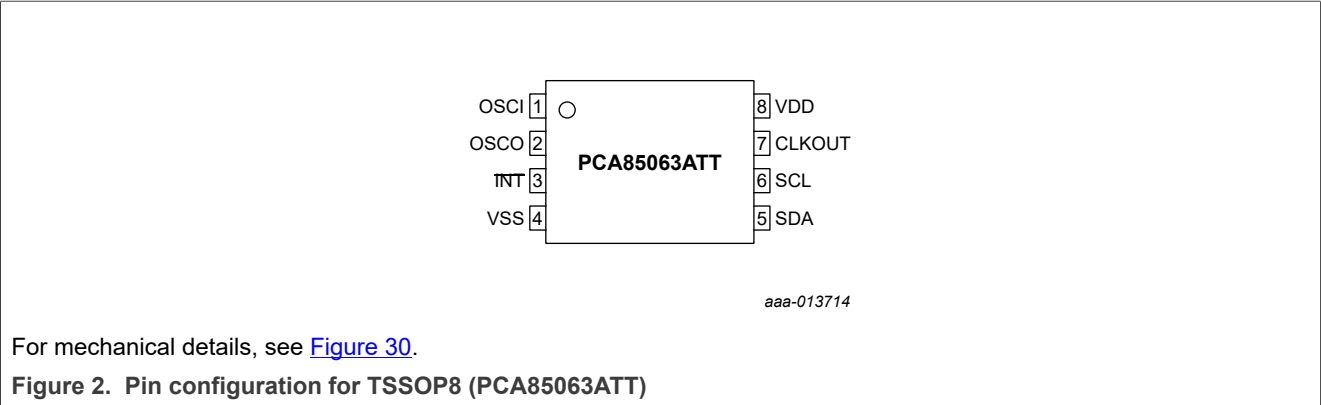 OSCI 1 8 VDD
OSCO 2 7 CLKOUT
PCA85063ATT
INT 3 6 SCL
VSS 4 5 SDA
aaa-013714
For mechanical details, see Figure 30.
Figure 2. Pin configuration for TSSOP8 (PCA85063ATT)